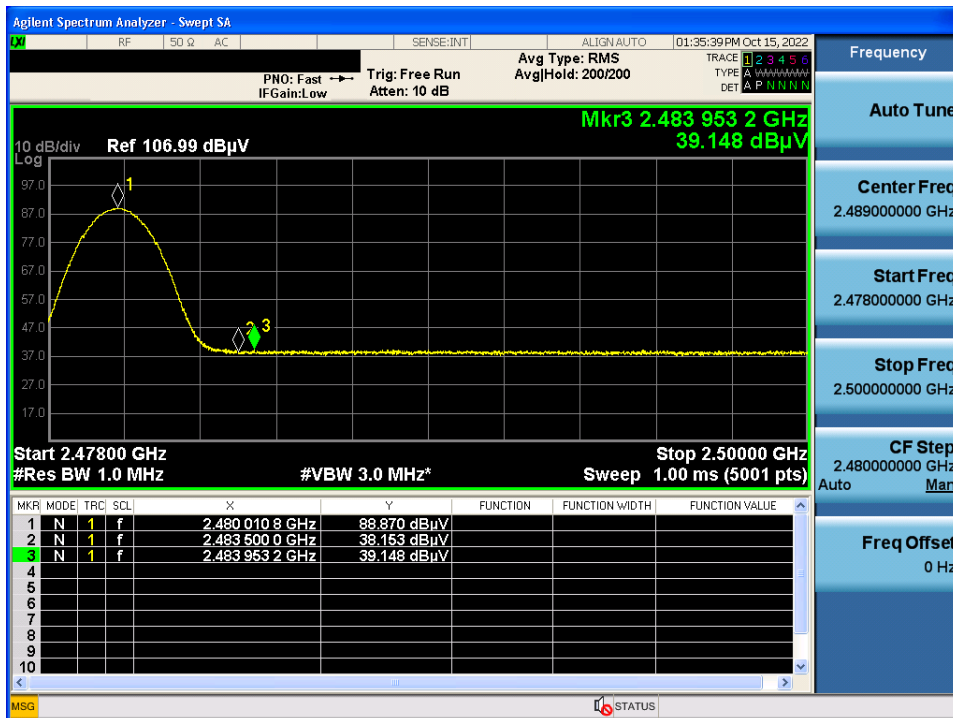 Agilent Spectrum Analyzer - Swept SA
LXI RF 50 Ω AC SENSE:INT ALIGN AUTO 01:35:39 PM Oct 15, 2022
PNO: Fast Trig: Free Run Avg Type: RMS TRACE 1 2 3 4 5 6
IFGain:Low Atten: 10 dB Avg|Hold: 200/200 TYPE A WWWWW
DET A P N N N N
Mkr3 2.483 953 2 GHz
39.148 dBµV
10 dB/div Ref 106.99 dBµV
Log
97.0
87.0
77.0
67.0
57.0
47.0
37.0
27.0
17.0
1
2 3
Start 2.47800 GHz Stop 2.50000 GHz
#Res BW 1.0 MHz #VBW 3.0 MHz* Sweep 1.00 ms (5001 pts)
MKR MODE TRC SCL X Y FUNCTION FUNCTION WIDTH FUNCTION VALUE
1 N 1 f 2.480 010 8 GHz 88.870 dBµV
2 N 1 f 2.483 500 0 GHz 38.153 dBµV
3 N 1 f 2.483 953 2 GHz 39.148 dBµV
4
5
6
7
8
9
10
MSG STATUS
Frequency
Auto Tune
Center Freq
2.489000000 GHz
Start Freq
2.478000000 GHz
Stop Freq
2.500000000 GHz
CF Step
2.480000000 GHz
Auto Man
Freq Offset
0 Hz